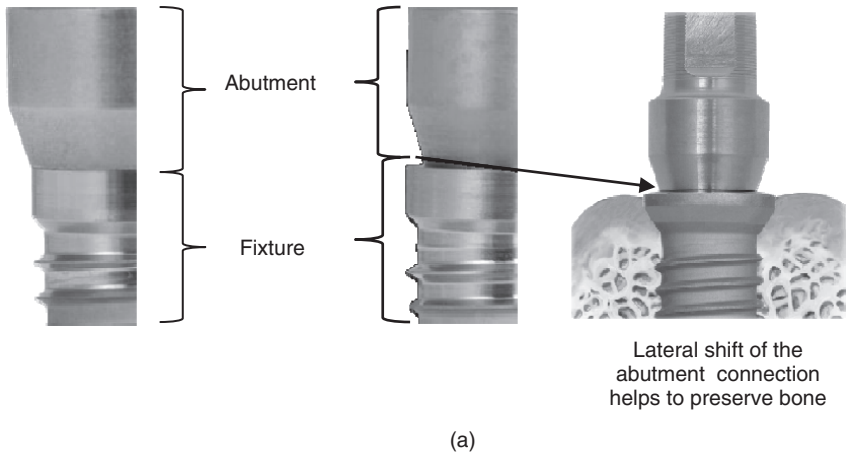 Abutment
Fixture
Lateral shift of the
abutment connection
helps to preserve bone
(a)